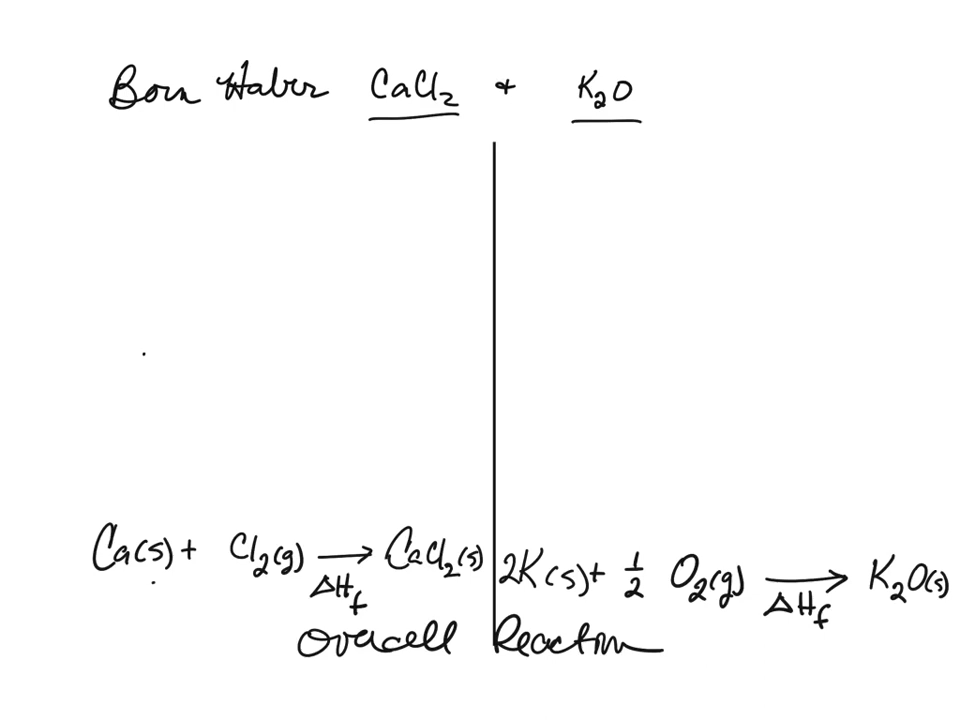 Born Haber CaCl₂ + K₂O
Ca(s) + Cl₂(g) ⟶ CaCl₂(s)
ΔHf
2K(s) + ½ O₂(g) ⟶ K₂O(s)
ΔHf
Overall Reaction